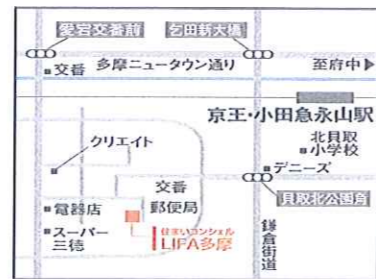 愛宕交番前
乞田新大橋
交番
多摩ニュータウン通り
至府中▶
京王・小田急永山駅
クリエイト
北貝取
小学校
デニーズ
交番
郵便局
貝取北公園前
電器店
住まいコンシェル
LIFA多摩
スーパー
三徳
鎌倉街道